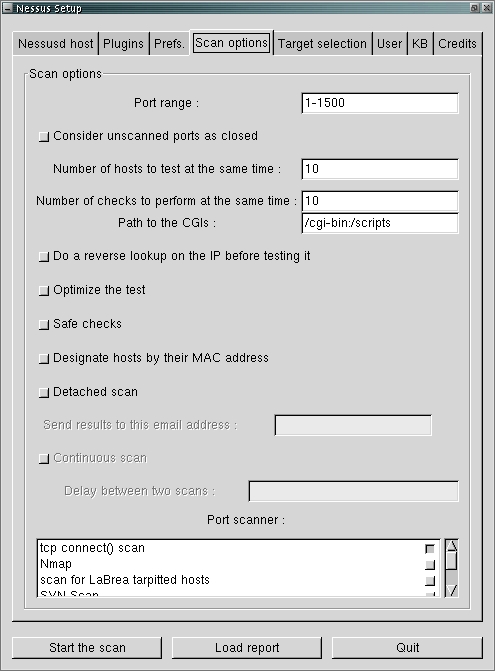 Nessus Setup
Nessusd host Plugins Prefs. Scan options Target selection User KB Credits
Scan options
Port range : 1-1500
Consider unscanned ports as closed
Number of hosts to test at the same time : 10
Number of checks to perform at the same time : 10
Path to the CGIs : /cgi-bin:/scripts
Do a reverse lookup on the IP before testing it
Optimize the test
Safe checks
Designate hosts by their MAC address
Detached scan
Send results to this email address :
Continuous scan
Delay between two scans :
Port scanner :
tcp connect() scan
Nmap
scan for LaBrea tarpitted hosts
SYN Scan
Start the scan Load report Quit